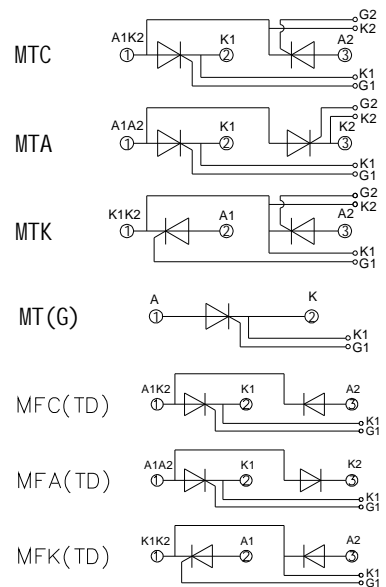 G2
A1K2 K1 A2 K2
MTC ① ② ③
K1
G1
G2
A1A2 K1 K2 K2
MTA ① ② ③
K1
G1
G2
K1K2 A1 A2 K2
MTK ① ② ③
K1
G1
A K
MT(G) ① ②
K1
G1
A1K2 K1 A2
MFC(TD) ① ② ③
K1
G1
A1A2 K1 K2
MFA(TD) ① ② ③
K1
G1
K1K2 A1 A2
MFK(TD) ① ② ③
K1
G1